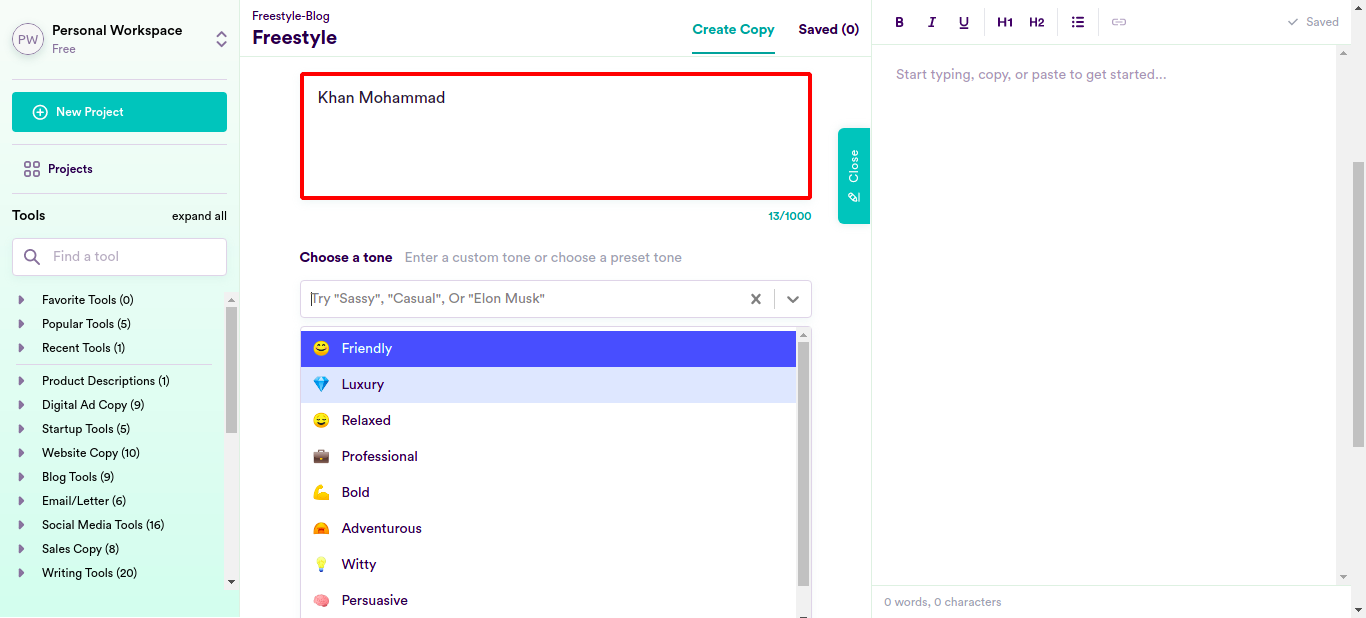 PW
Personal Workspace
Free
New Project
Projects
Tools
expand all
Find a tool
Favorite Tools (0)
Popular Tools (5)
Recent Tools (1)
Product Descriptions (1)
Digital Ad Copy (9)
Startup Tools (5)
Website Copy (10)
Blog Tools (9)
Email/Letter (6)
Social Media Tools (16)
Sales Copy (8)
Writing Tools (20)
Freestyle-Blog
Freestyle
Create Copy
Saved (0)
Khan Mohammad
13/1000
Choose a tone Enter a custom tone or choose a preset tone
Try "Sassy", "Casual", Or "Elon Musk"
Friendly
Luxury
Relaxed
Professional
Bold
Adventurous
Witty
Persuasive
Close
B I U H1 H2
Saved
Start typing, copy, or paste to get started...
0 words, 0 characters